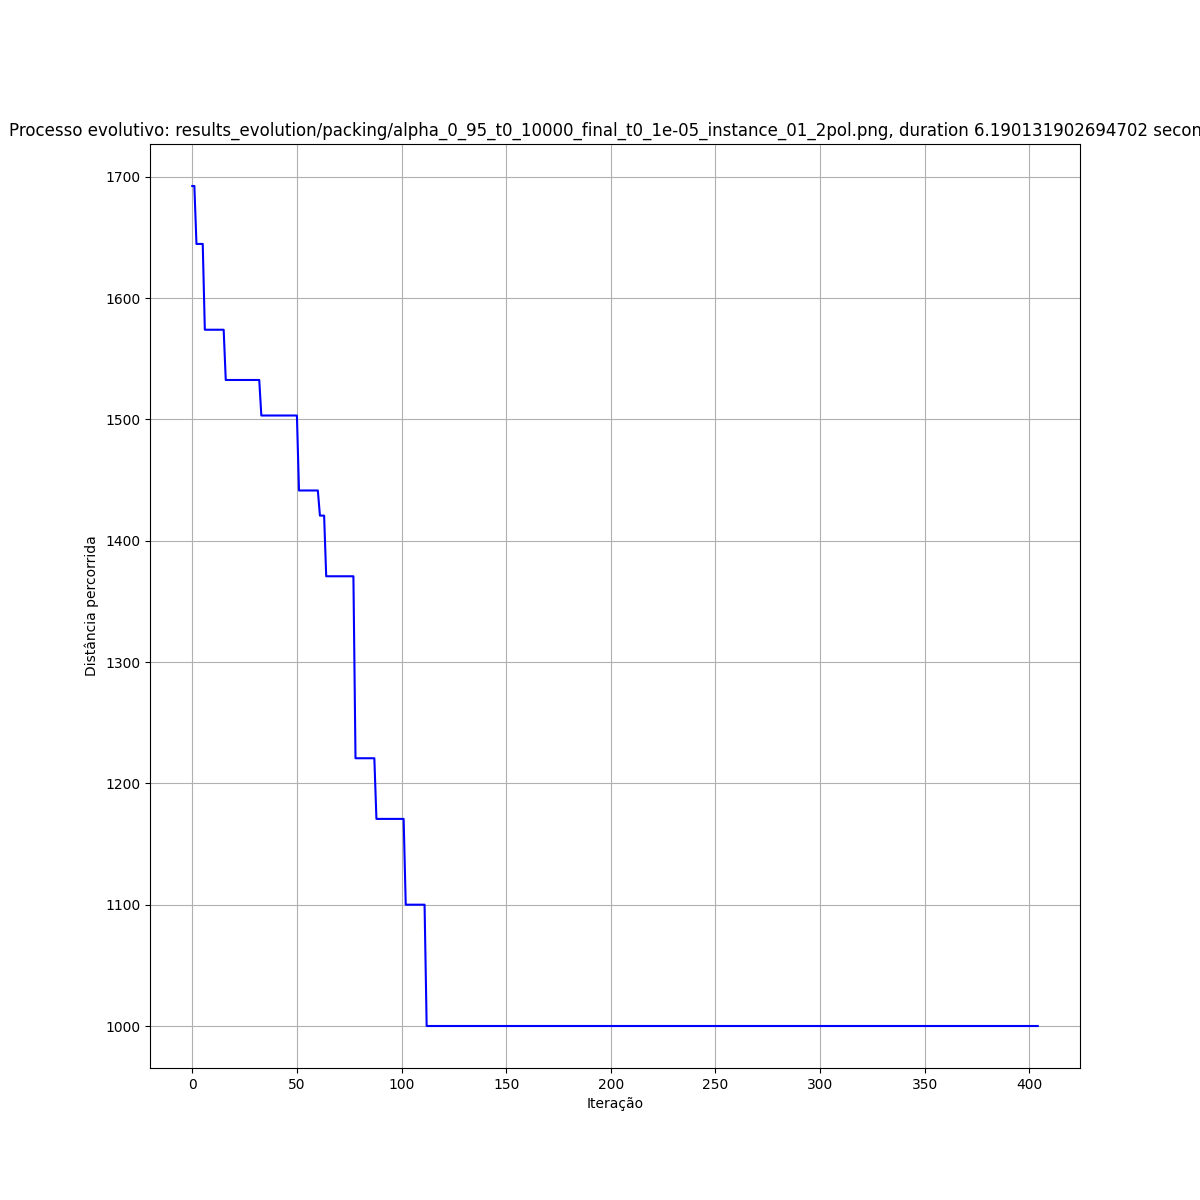 Processo evolutivo: results_evolution/packing/alpha_0_95_t0_10000_final_t0_1e-05_instance_01_2pol.png, duration 6.190131902694702 secon
1700
1600
1500
1400
1300
1200
1100
1000
Distância percorrida
0 50 100 150 200 250 300 350 400
Iteração